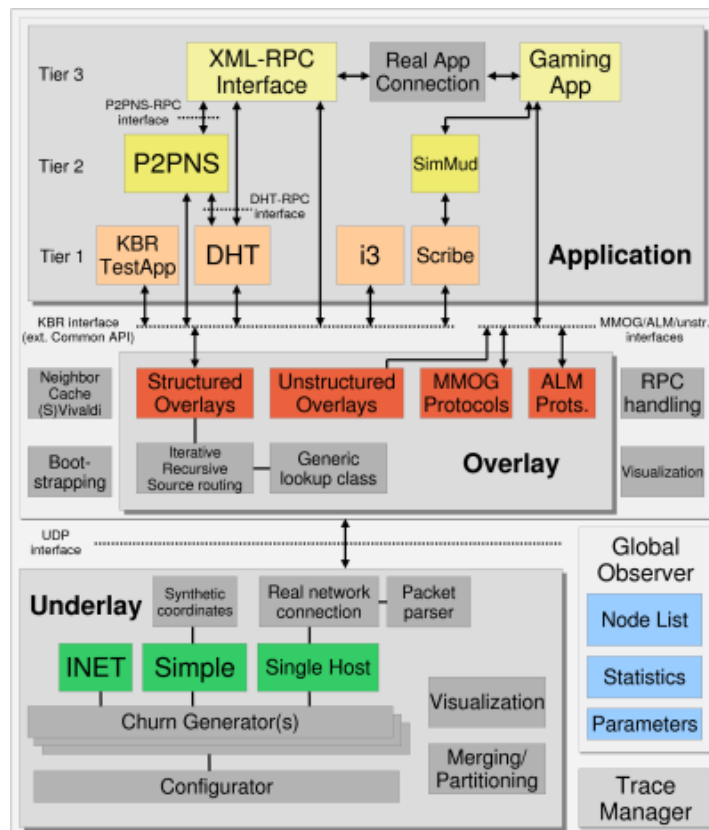 Tier 3
XML-RPC
Interface
Real App
Connection
Gaming
App
P2PNS-RPC
interface
Tier 2
P2PNS
SimMud
DHT-RPC
interface
Tier 1
KBR
TestApp
DHT
i3
Scribe
Application
KBR interface
(ext. Common API)
MMOG/ALM/unstr.
interfaces
Neighbor
Cache
(S)Vivaldi
Structured
Overlays
Unstructured
Overlays
MMOG
Protocols
ALM
Prots.
RPC
handling
Boot-
strapping
Iterative
Recursive
Source routing
Generic
lookup class
Overlay
Visualization
UDP
interface
Underlay
Synthetic
coordinates
Real network
connection
Packet
parser
INET
Simple
Single Host
Churn Generator(s)
Configurator
Visualization
Merging/
Partitioning
Global
Observer
Node List
Statistics
Parameters
Trace
Manager